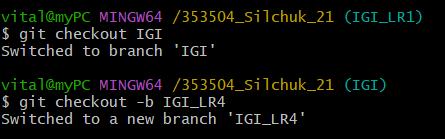 vital@myPC MINGW64 /353504_Silchuk_21 (IGI_LR1)
$ git checkout IGI
Switched to branch 'IGI'
vital@myPC MINGW64 /353504_Silchuk_21 (IGI)
$ git checkout -b IGI_LR4
Switched to a new branch 'IGI_LR4'